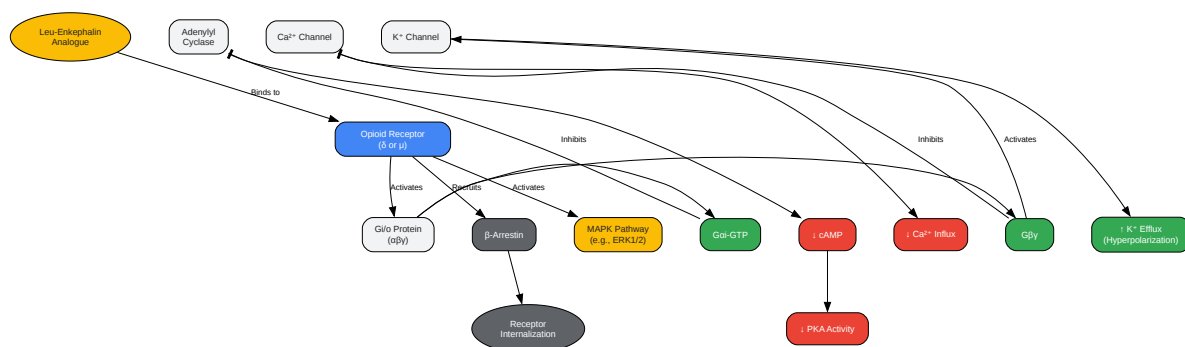 Leu-Enkephalin
Analogue
Adenylyl
Cyclase
Ca²⁺ Channel
K⁺ Channel
Binds to
Opioid Receptor
(δ or μ)
Inhibits
Inhibits
Activates
Activates
Recruits
Activates
Gi/o Protein
(αβγ)
β-Arrestin
MAPK Pathway
(e.g., ERK1/2)
Gαi-GTP
↓ cAMP
↓ Ca²⁺ Influx
Gβγ
↑ K⁺ Efflux
(Hyperpolarization)
Receptor
Internalization
↓ PKA Activity